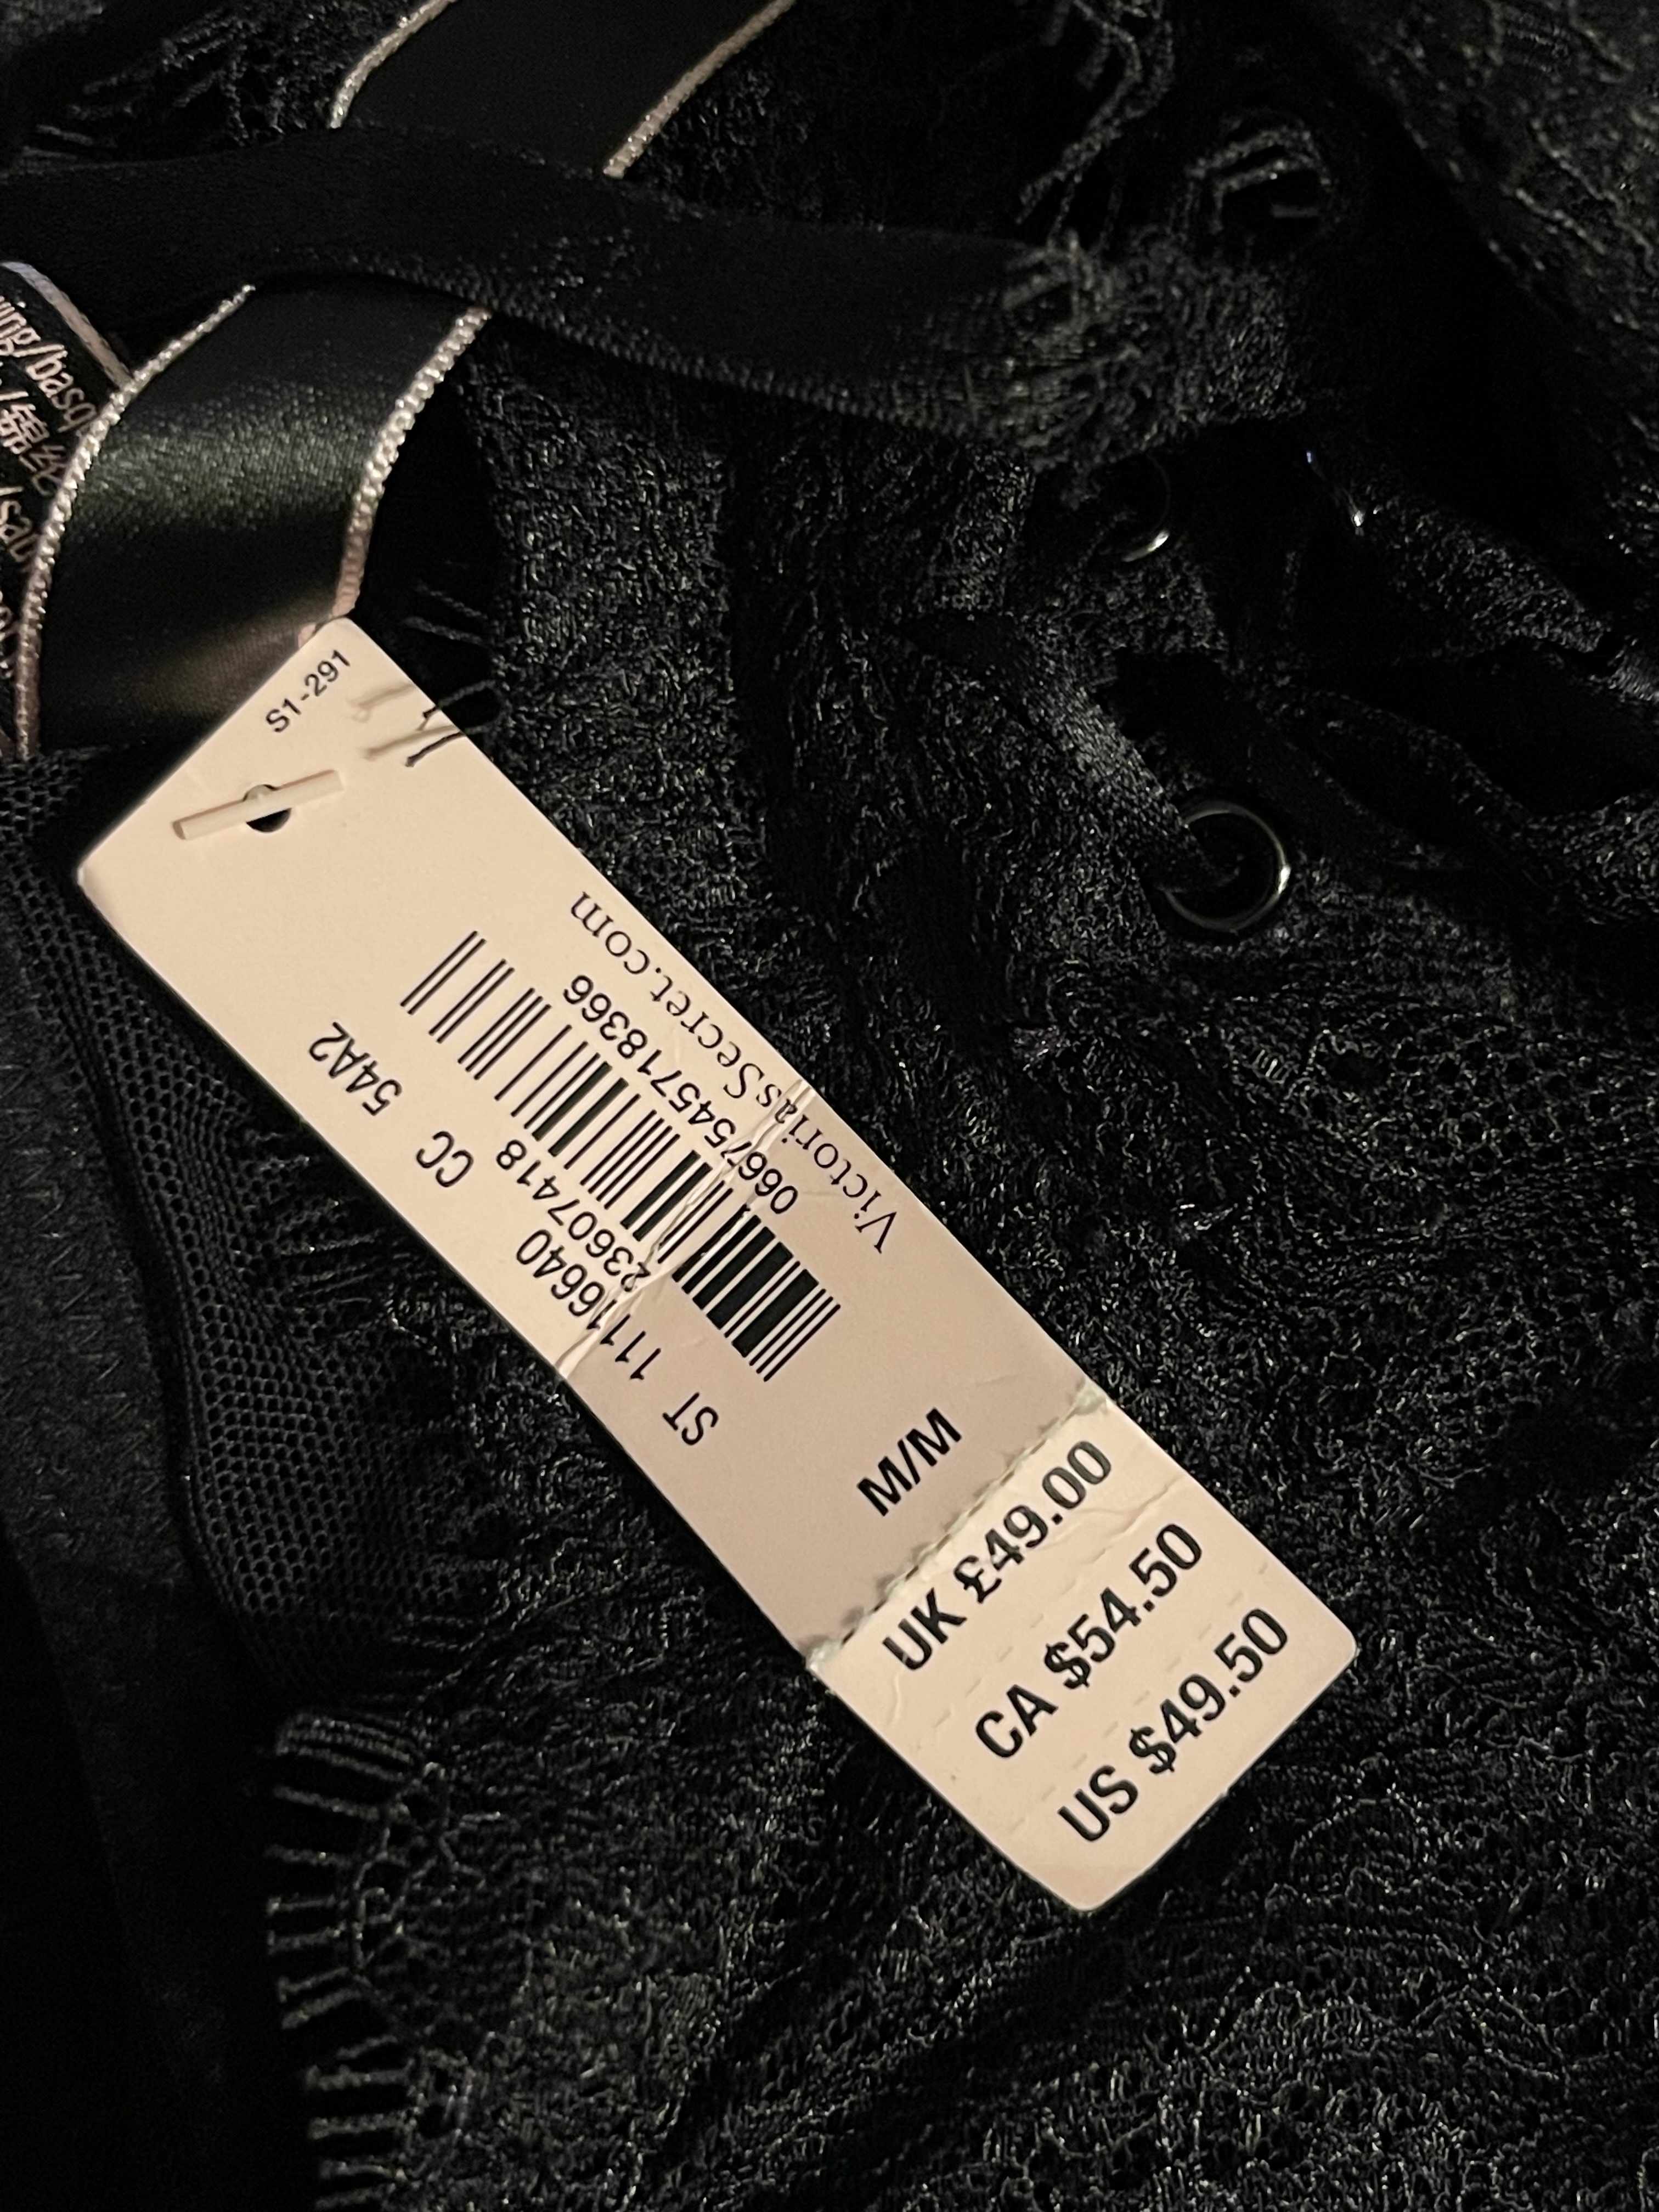 S1-291
VictoriasSecret.com
0667545718366
23607418
ST 11116640 CC 54A2
M/M
UK £49.00
CA $54.50
US $49.50